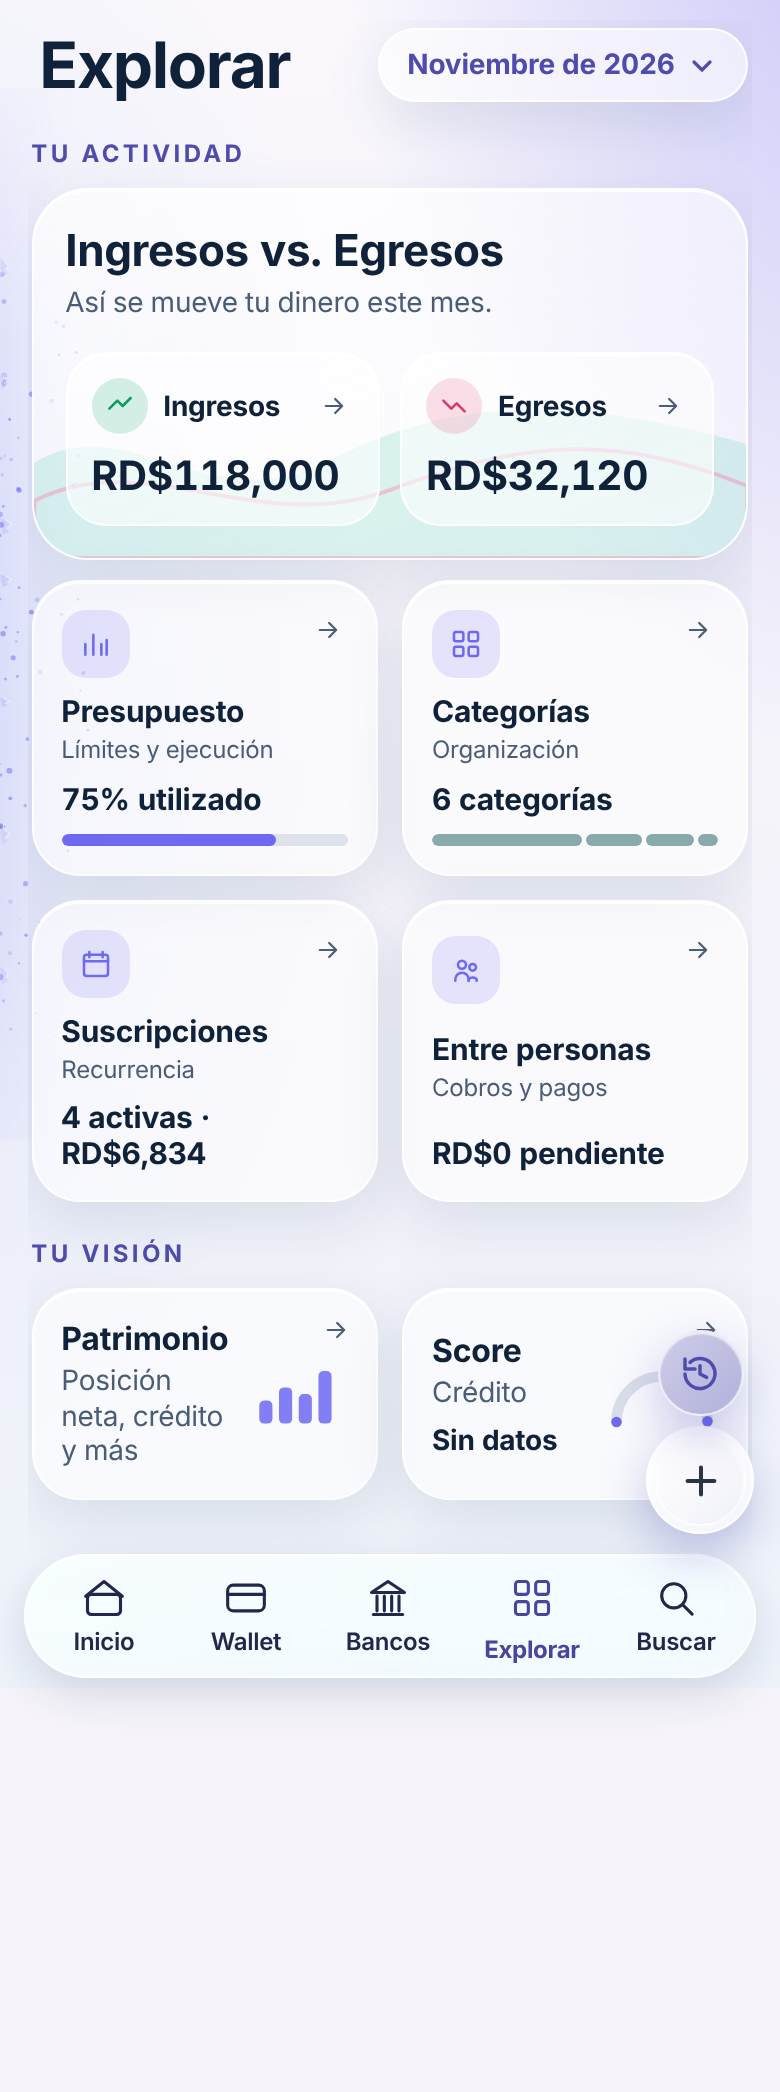 Explorar
Noviembre de 2026
TU ACTIVIDAD
Ingresos vs. Egresos
Así se mueve tu dinero este mes.
Ingresos
RD$118,000
Egresos
RD$32,120
Presupuesto
Límites y ejecución
75% utilizado
Categorías
Organización
6 categorías
Suscripciones
Recurrencia
4 activas ·
RD$6,834
Entre personas
Cobros y pagos
RD$0 pendiente
TU VISIÓN
Patrimonio
Posición
neta, crédito
y más
Score
Crédito
Sin datos
Inicio
Wallet
Bancos
Explorar
Buscar